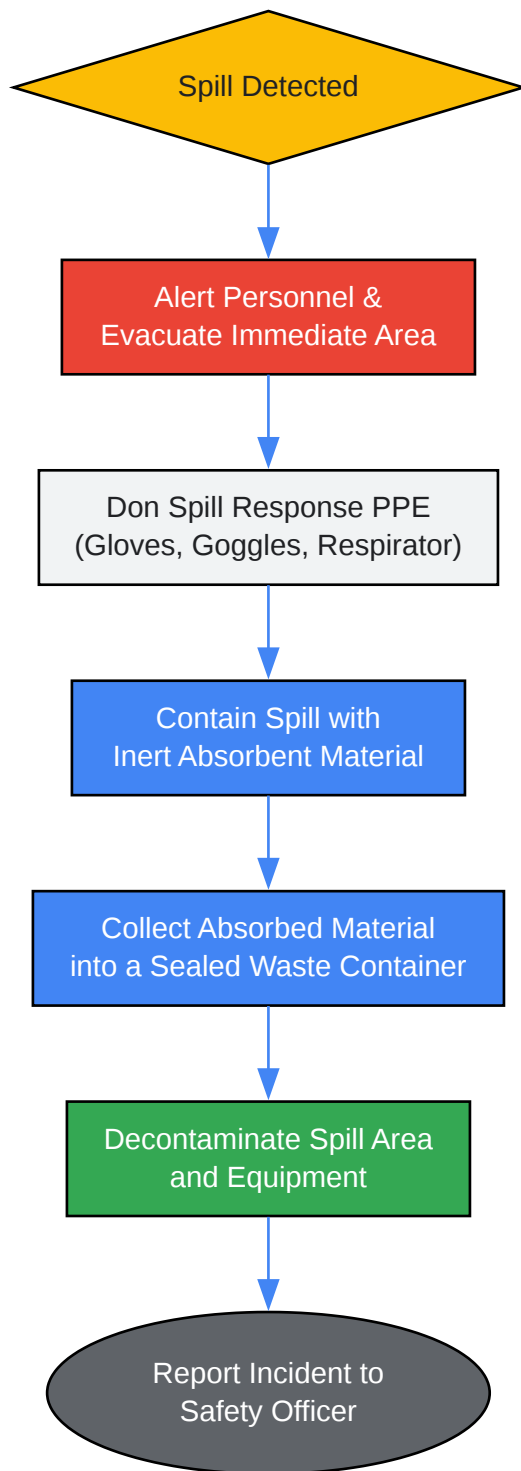 Spill Detected
Alert Personnel &
Evacuate Immediate Area
Don Spill Response PPE
(Gloves, Goggles, Respirator)
Contain Spill with
Inert Absorbent Material
Collect Absorbed Material
into a Sealed Waste Container
Decontaminate Spill Area
and Equipment
Report Incident to
Safety Officer